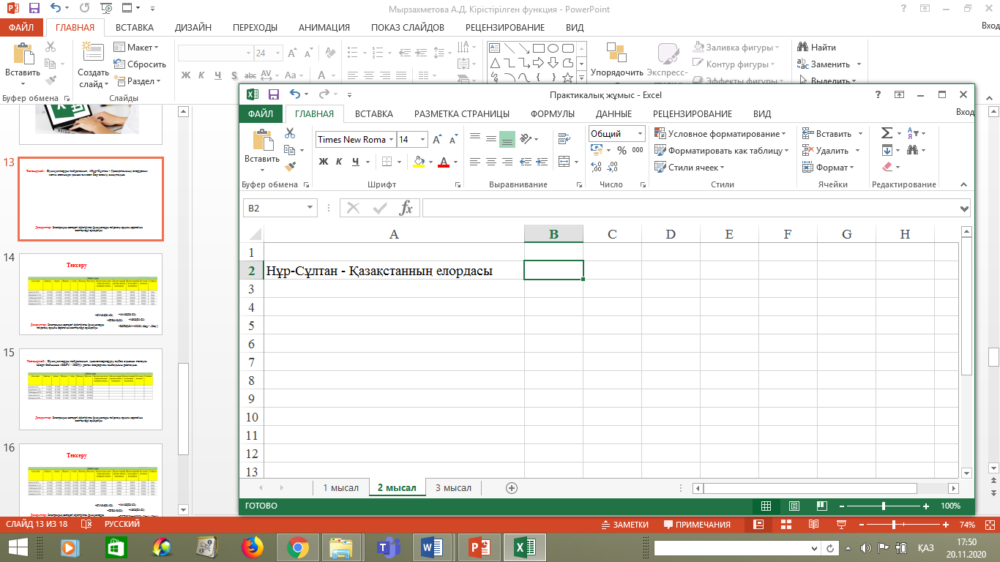 Мырзахметова А.Д. Кірістірілген функция - PowerPoint
ФАЙЛ ГЛАВНАЯ ВСТАВКА ДИЗАЙН ПЕРЕХОДЫ АНИМАЦИЯ ПОКАЗ СЛАЙДОВ РЕЦЕНЗИРОВАНИЕ ВИД Вход
Вставить
Создать слайд
Макет
Сбросить
Раздел
24
Ж К Ч S abc AV Aa A
Упорядочить
Экспресс-
Заливка фигуры
Контур фигуры
Эффекты фигуры
Найти
Заменить
Выделить
Буфер обмена
Слайды
13
14
Тексеру
15
16
Тексеру
Практикалық жұмыс - Excel
ФАЙЛ ГЛАВНАЯ ВСТАВКА РАЗМЕТКА СТРАНИЦЫ ФОРМУЛЫ ДАННЫЕ РЕЦЕНЗИРОВАНИЕ ВИД Вход
Вставить
Times New Roma 14
Ж К Ч
Общий
% 000
Условное форматирование
Форматировать как таблицу
Стили ячеек
Вставить
Удалить
Формат
Буфер обмена Шрифт Выравнивание Число Стили Ячейки Редактирование
B2 fx
A B C D E F G H
1
2 Нұр-Сұлтан - Қазақстанның елордасы
3
4
5
6
7
8
9
10
11
12
13
1 мысал 2 мысал 3 мысал
ГОТОВО 100%
СЛАЙД 13 ИЗ 18 РУССКИЙ ЗАМЕТКИ ПРИМЕЧАНИЯ 74%
ҚАЗ
17:50
20.11.2020